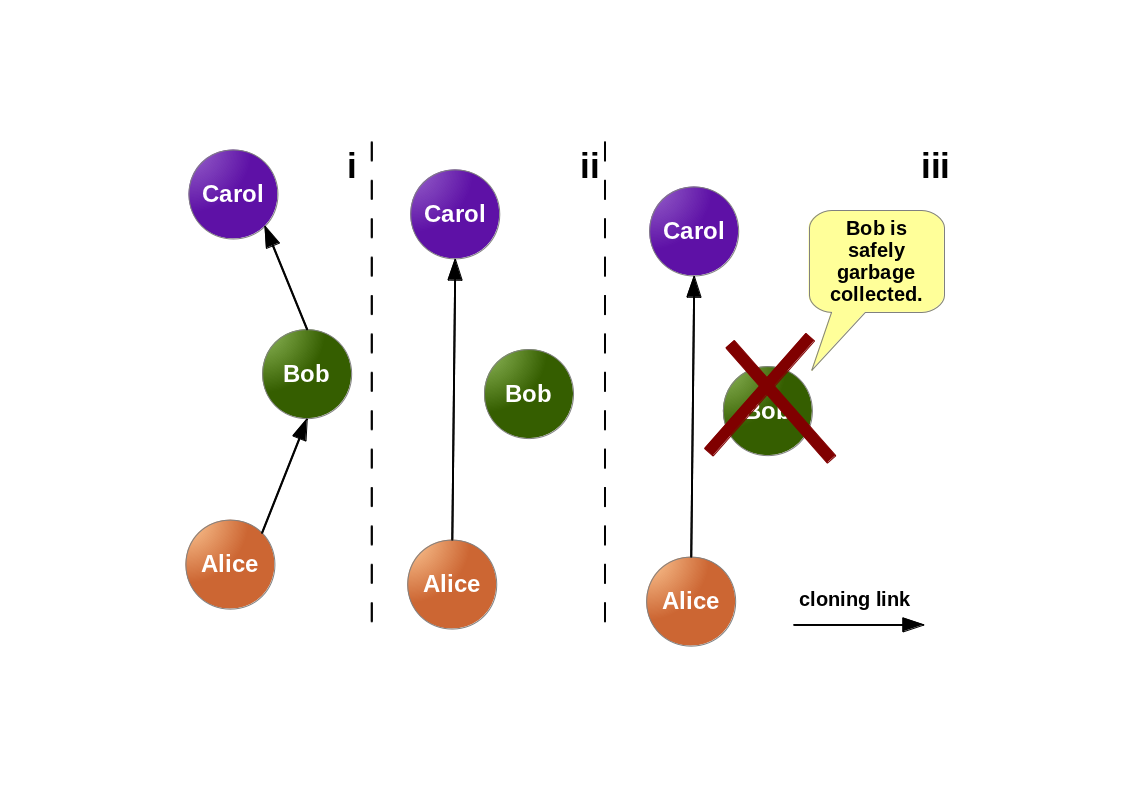 i
Carol
Bob
Alice
ii
Carol
Bob
Alice
iii
Carol
Bob is
safely
garbage
collected.
Bob
Alice
cloning link